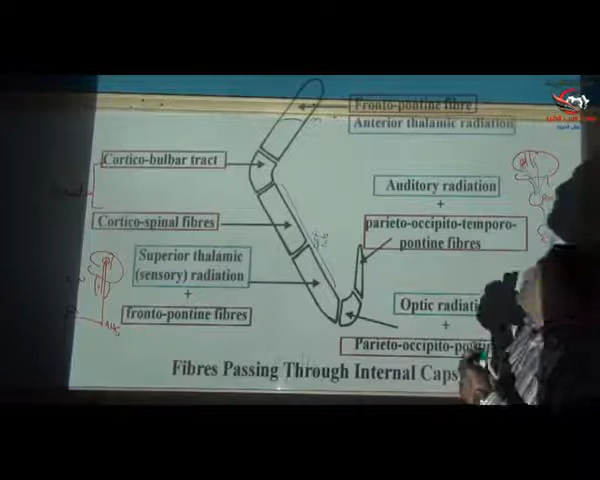 Fronto-pontine fibre
Anterior thalamic radiation
Cortico-bulbar tract
Auditory radiation
+
parieto-occipito-temporo-
pontine fibres
Cortico-spinal fibres
Superior thalamic
(sensory) radiation
+
fronto-pontine fibres
Optic
+
Fibres Passing Through Internal